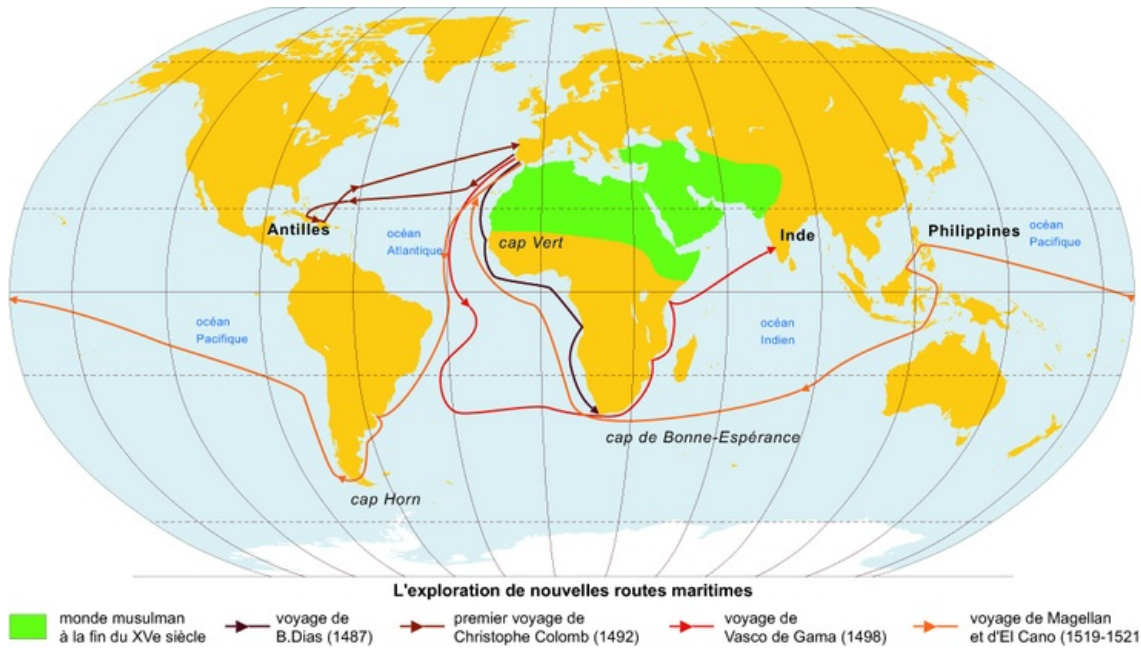 Antilles
océan
Atlantique
cap Vert
Inde
Philippines
océan
Pacifique
océan
Pacifique
océan
Indien
cap de Bonne-Espérance
cap Horn
L'exploration de nouvelles routes maritimes
monde musulman
à la fin du XVe siècle
voyage de
B.Dias (1487)
premier voyage de
Christophe Colomb (1492)
voyage de
Vasco de Gama (1498)
voyage de Magellan
et d'El Cano (1519-1521